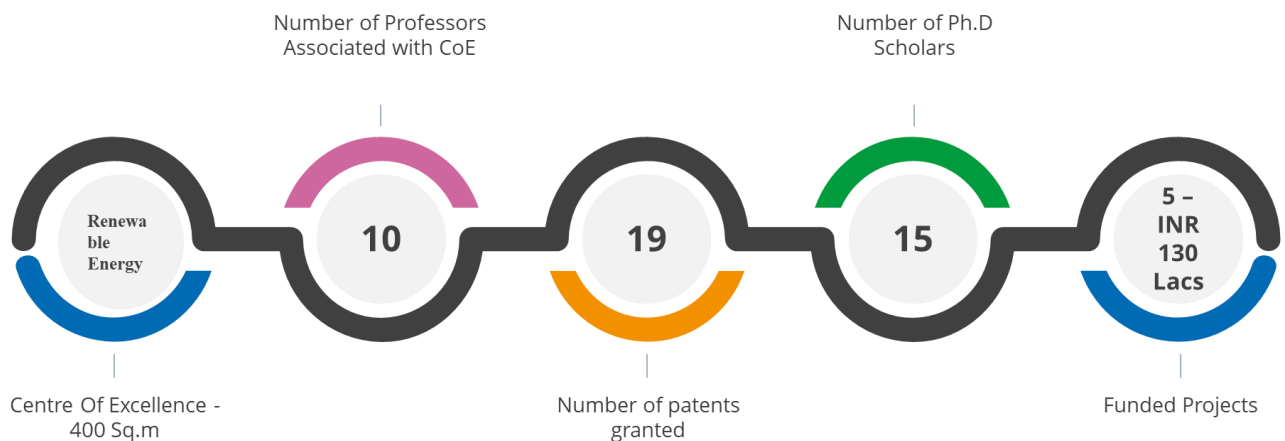 Number of Professors
Associated with CoE
Number of Ph.D
Scholars
Renewa
ble
Energy
10
19
15
5 –
INR
130
Lacs
Centre Of Excellence -
400 Sq.m
Number of patents
granted
Funded Projects